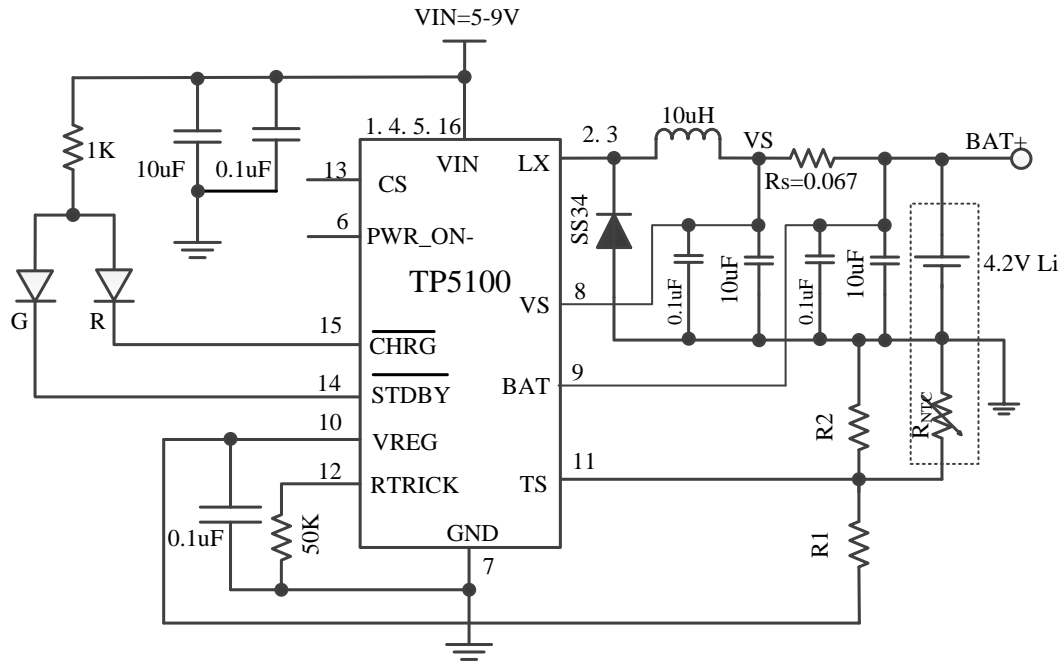 VIN=5-9V
1K
10uF
0.1uF
1. 4. 5. 16
VIN
2. 3
LX
10uH
VS
Rs=0.067
BAT+
13
CS
6
PWR_ON-
TP5100
SS34
0.1uF
10uF
0.1uF
10uF
4.2V Li
G
R
VS
8
15
CHRG
14
STDBY
BAT
9
10
VREG
12
RTRICK
TS
11
R2
RNTC
0.1uF
50K
GND
7
R1